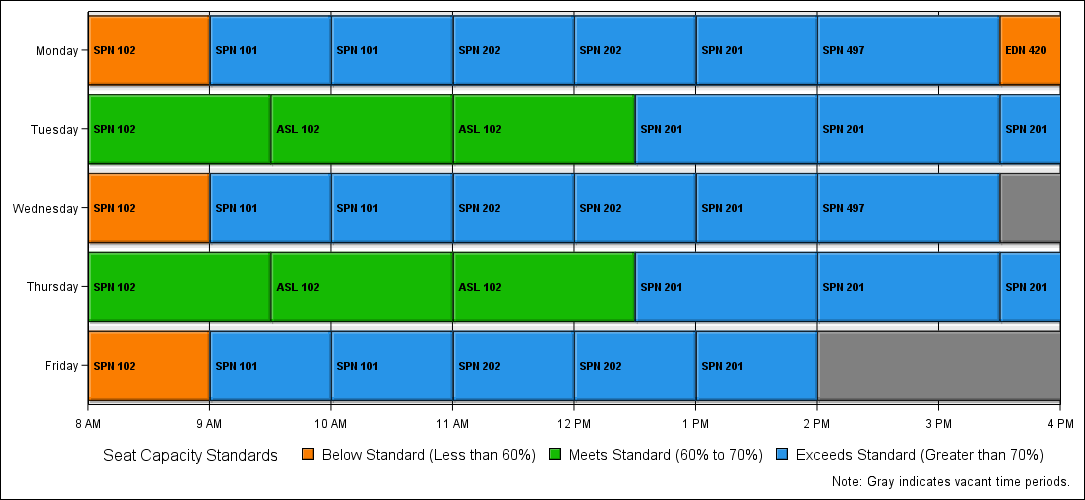 Monday SPN 102 SPN 101 SPN 101 SPN 202 SPN 202 SPN 201 SPN 497 EDN 420
Tuesday SPN 102 ASL 102 ASL 102 SPN 201 SPN 201 SPN 201
Wednesday SPN 102 SPN 101 SPN 101 SPN 202 SPN 202 SPN 201 SPN 497
Thursday SPN 102 ASL 102 ASL 102 SPN 201 SPN 201 SPN 201
Friday SPN 102 SPN 101 SPN 101 SPN 202 SPN 202 SPN 201
8 AM 9 AM 10 AM 11 AM 12 PM 1 PM 2 PM 3 PM 4 PM
Seat Capacity Standards Below Standard (Less than 60%) Meets Standard (60% to 70%) Exceeds Standard (Greater than 70%)
Note: Gray indicates vacant time periods.